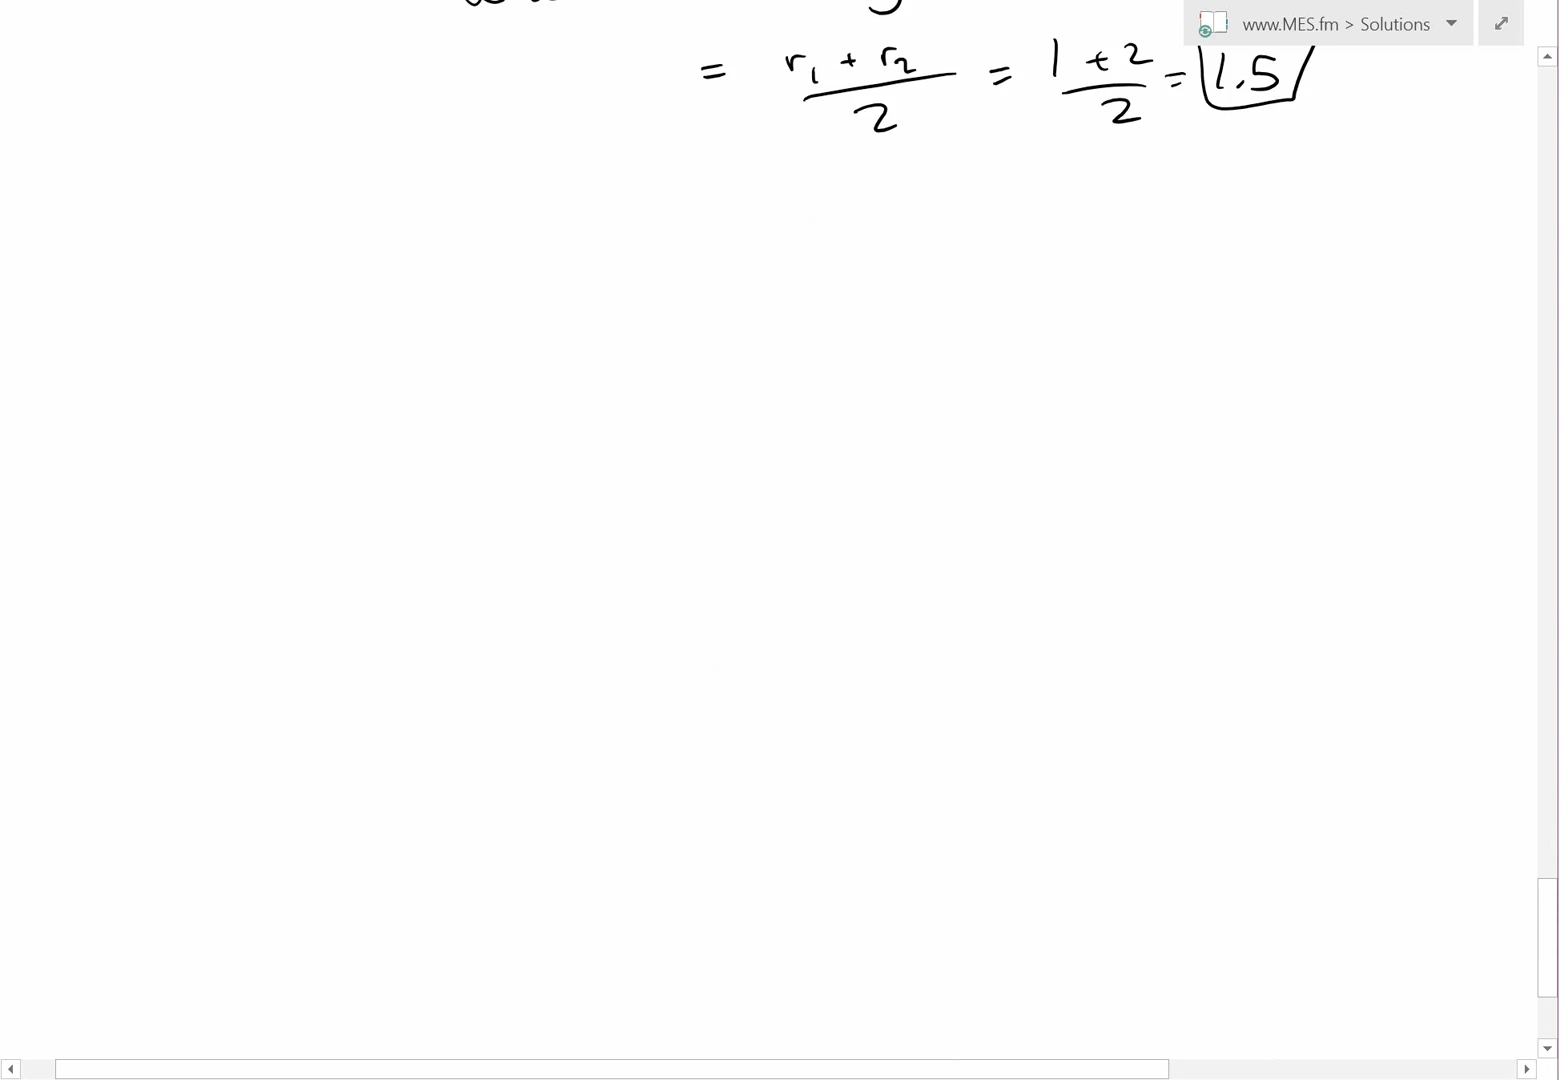 www.MES.fm > Solutions
= r₁ + r₂ / 2 = 1 + 2 / 2 = 1.5